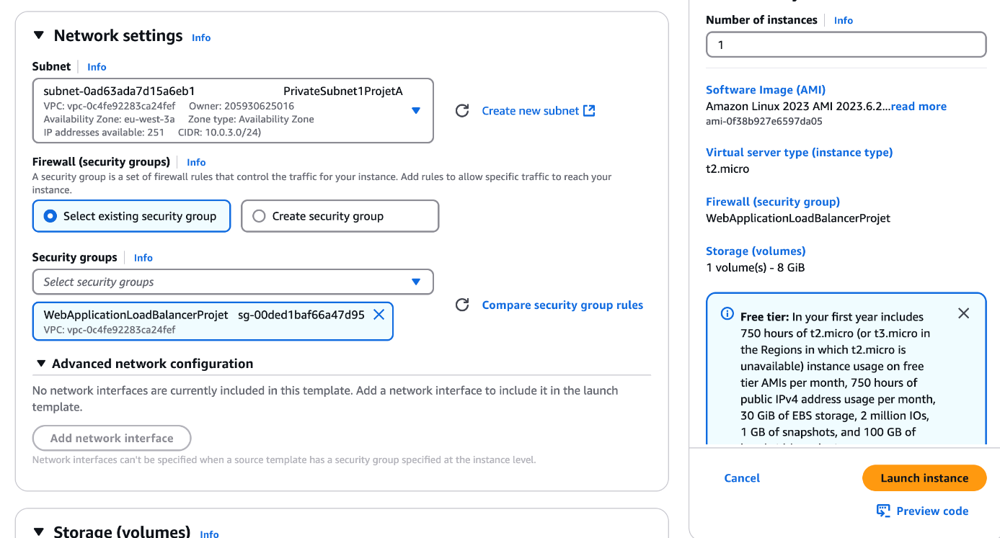 Network settings Info
Subnet Info
subnet-0ad63ada7d15a6eb1 PrivateSubnet1ProjetA
VPC: vpc-0c4fe92283ca24fef Owner: 205930625016
Availability Zone: eu-west-3a Zone type: Availability Zone
IP addresses available: 251 CIDR: 10.0.3.0/24)
Create new subnet
Firewall (security groups) Info
A security group is a set of firewall rules that control the traffic for your instance. Add rules to allow specific traffic to reach your
instance.
Select existing security group
Create security group
Security groups Info
Select security groups
WebApplicationLoadBalancerProjet sg-00ded1baf66a47d95
VPC: vpc-0c4fe92283ca24fef
Compare security group rules
Advanced network configuration
No network interfaces are currently included in this template. Add a network interface to include it in the launch
template.
Add network interface
Network interfaces can't be specified when a source template has a security group specified at the instance level.
Storage (volumes) Info
Number of instances Info
1
Software Image (AMI)
Amazon Linux 2023 AMI 2023.6.2...read more
ami-0f38b927e6597da05
Virtual server type (instance type)
t2.micro
Firewall (security group)
WebApplicationLoadBalancerProjet
Storage (volumes)
1 volume(s) - 8 GiB
Free tier: In your first year includes
750 hours of t2.micro (or t3.micro in
the Regions in which t2.micro is
unavailable) instance usage on free
tier AMIs per month, 750 hours of
public IPv4 address usage per month,
30 GiB of EBS storage, 2 million IOs,
1 GB of snapshots, and 100 GB of
Cancel
Launch instance
Preview code